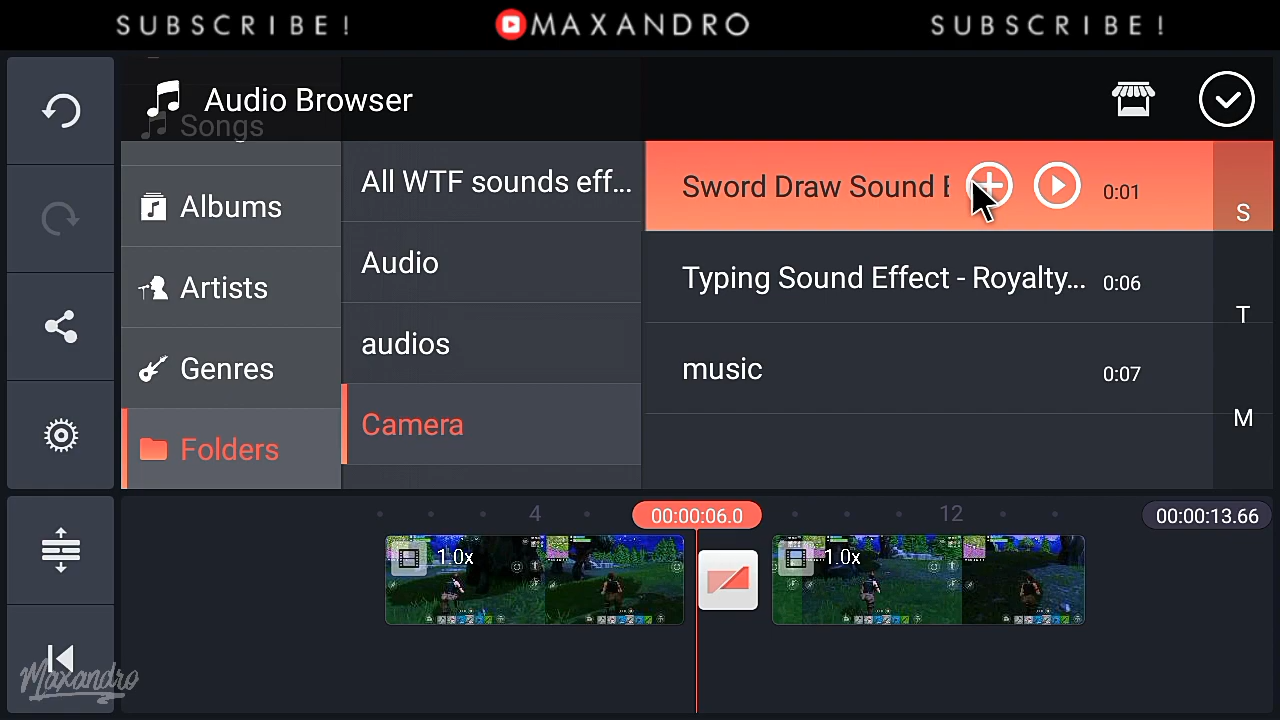 SUBSCRIBE! MAXANDRO SUBSCRIBE!
Audio Browser
Songs
Albums
Artists
Genres
Folders
All WTF sounds eff...
Audio
audios
Camera
Sword Draw Sound E 0:01
Typing Sound Effect - Royalty... 0:06
music 0:07
S
T
M
4 00:00:06.0 12 00:00:13.66
1.0x 1.0x
Maxandro